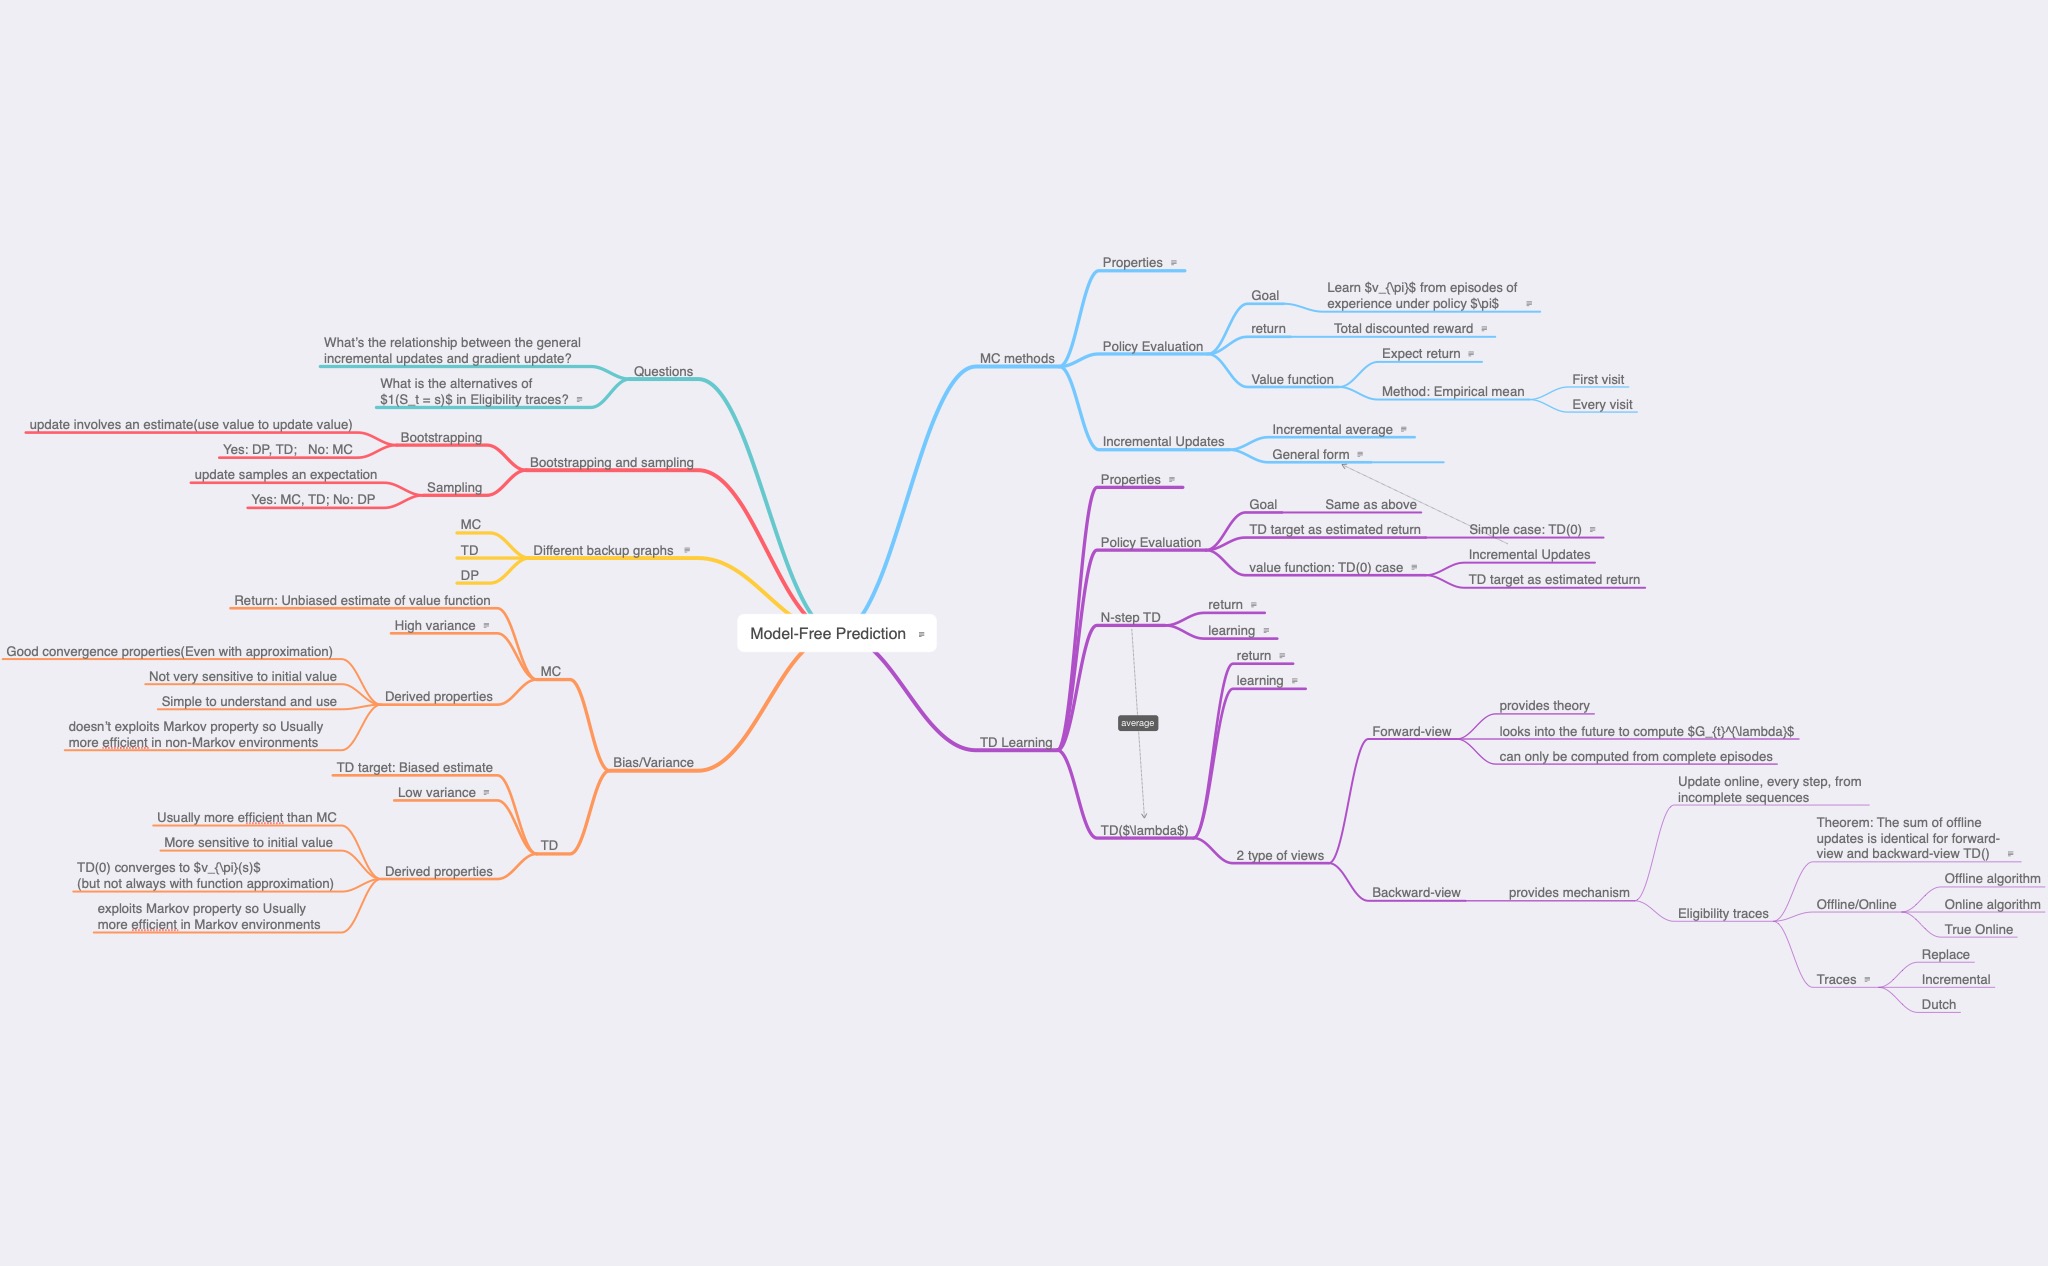 Model-Free Prediction
MC methods
Properties
Policy Evaluation
Goal
Learn $v_{\pi}$ from episodes of
experience under policy $\pi$
return
Total discounted reward
Value function
Expect return
Method: Empirical mean
First visit
Every visit
Incremental Updates
Incremental average
General form
TD Learning
Properties
Policy Evaluation
Goal
Same as above
TD target as estimated return
Simple case: TD(0)
value function: TD(0) case
Incremental Updates
TD target as estimated return
N-step TD
return
learning
average
TD($\lambda$)
return
learning
2 type of views
Forward-view
provides theory
looks into the future to compute $G_{t}^{\lambda}$
can only be computed from complete episodes
Backward-view
provides mechanism
Update online, every step, from
incomplete sequences
Eligibility traces
Theorem: The sum of offline
updates is identical for forward-
view and backward-view TD()
Offline/Online
Offline algorithm
Online algorithm
True Online
Traces
Replace
Incremental
Dutch
Questions
What's the relationship between the general
incremental updates and gradient update?
What is the alternatives of
$1(S_t = s)$ in Eligibility traces?
Bootstrapping and sampling
Bootstrapping
update involves an estimate(use value to update value)
Yes: DP, TD;   No: MC
Sampling
update samples an expectation
Yes: MC, TD; No: DP
Different backup graphs
MC
TD
DP
Bias/Variance
MC
Return: Unbiased estimate of value function
High variance
Derived properties
Good convergence properties(Even with approximation)
Not very sensitive to initial value
Simple to understand and use
doesn't exploits Markov property so Usually
more efficient in non-Markov environments
TD
TD target: Biased estimate
Low variance
Derived properties
Usually more efficient than MC
More sensitive to initial value
TD(0) converges to $v_{\pi}(s)$
(but not always with function approximation)
exploits Markov property so Usually
more efficient in Markov environments